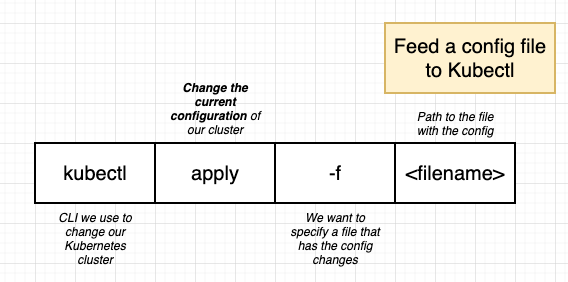 Feed a config file
to Kubectl
Change the
current
configuration of
our cluster
Path to the file
with the config
kubectl
apply
-f
<filename>
CLI we use to
change our
Kubernetes
cluster
We want to
specify a file that
has the config
changes